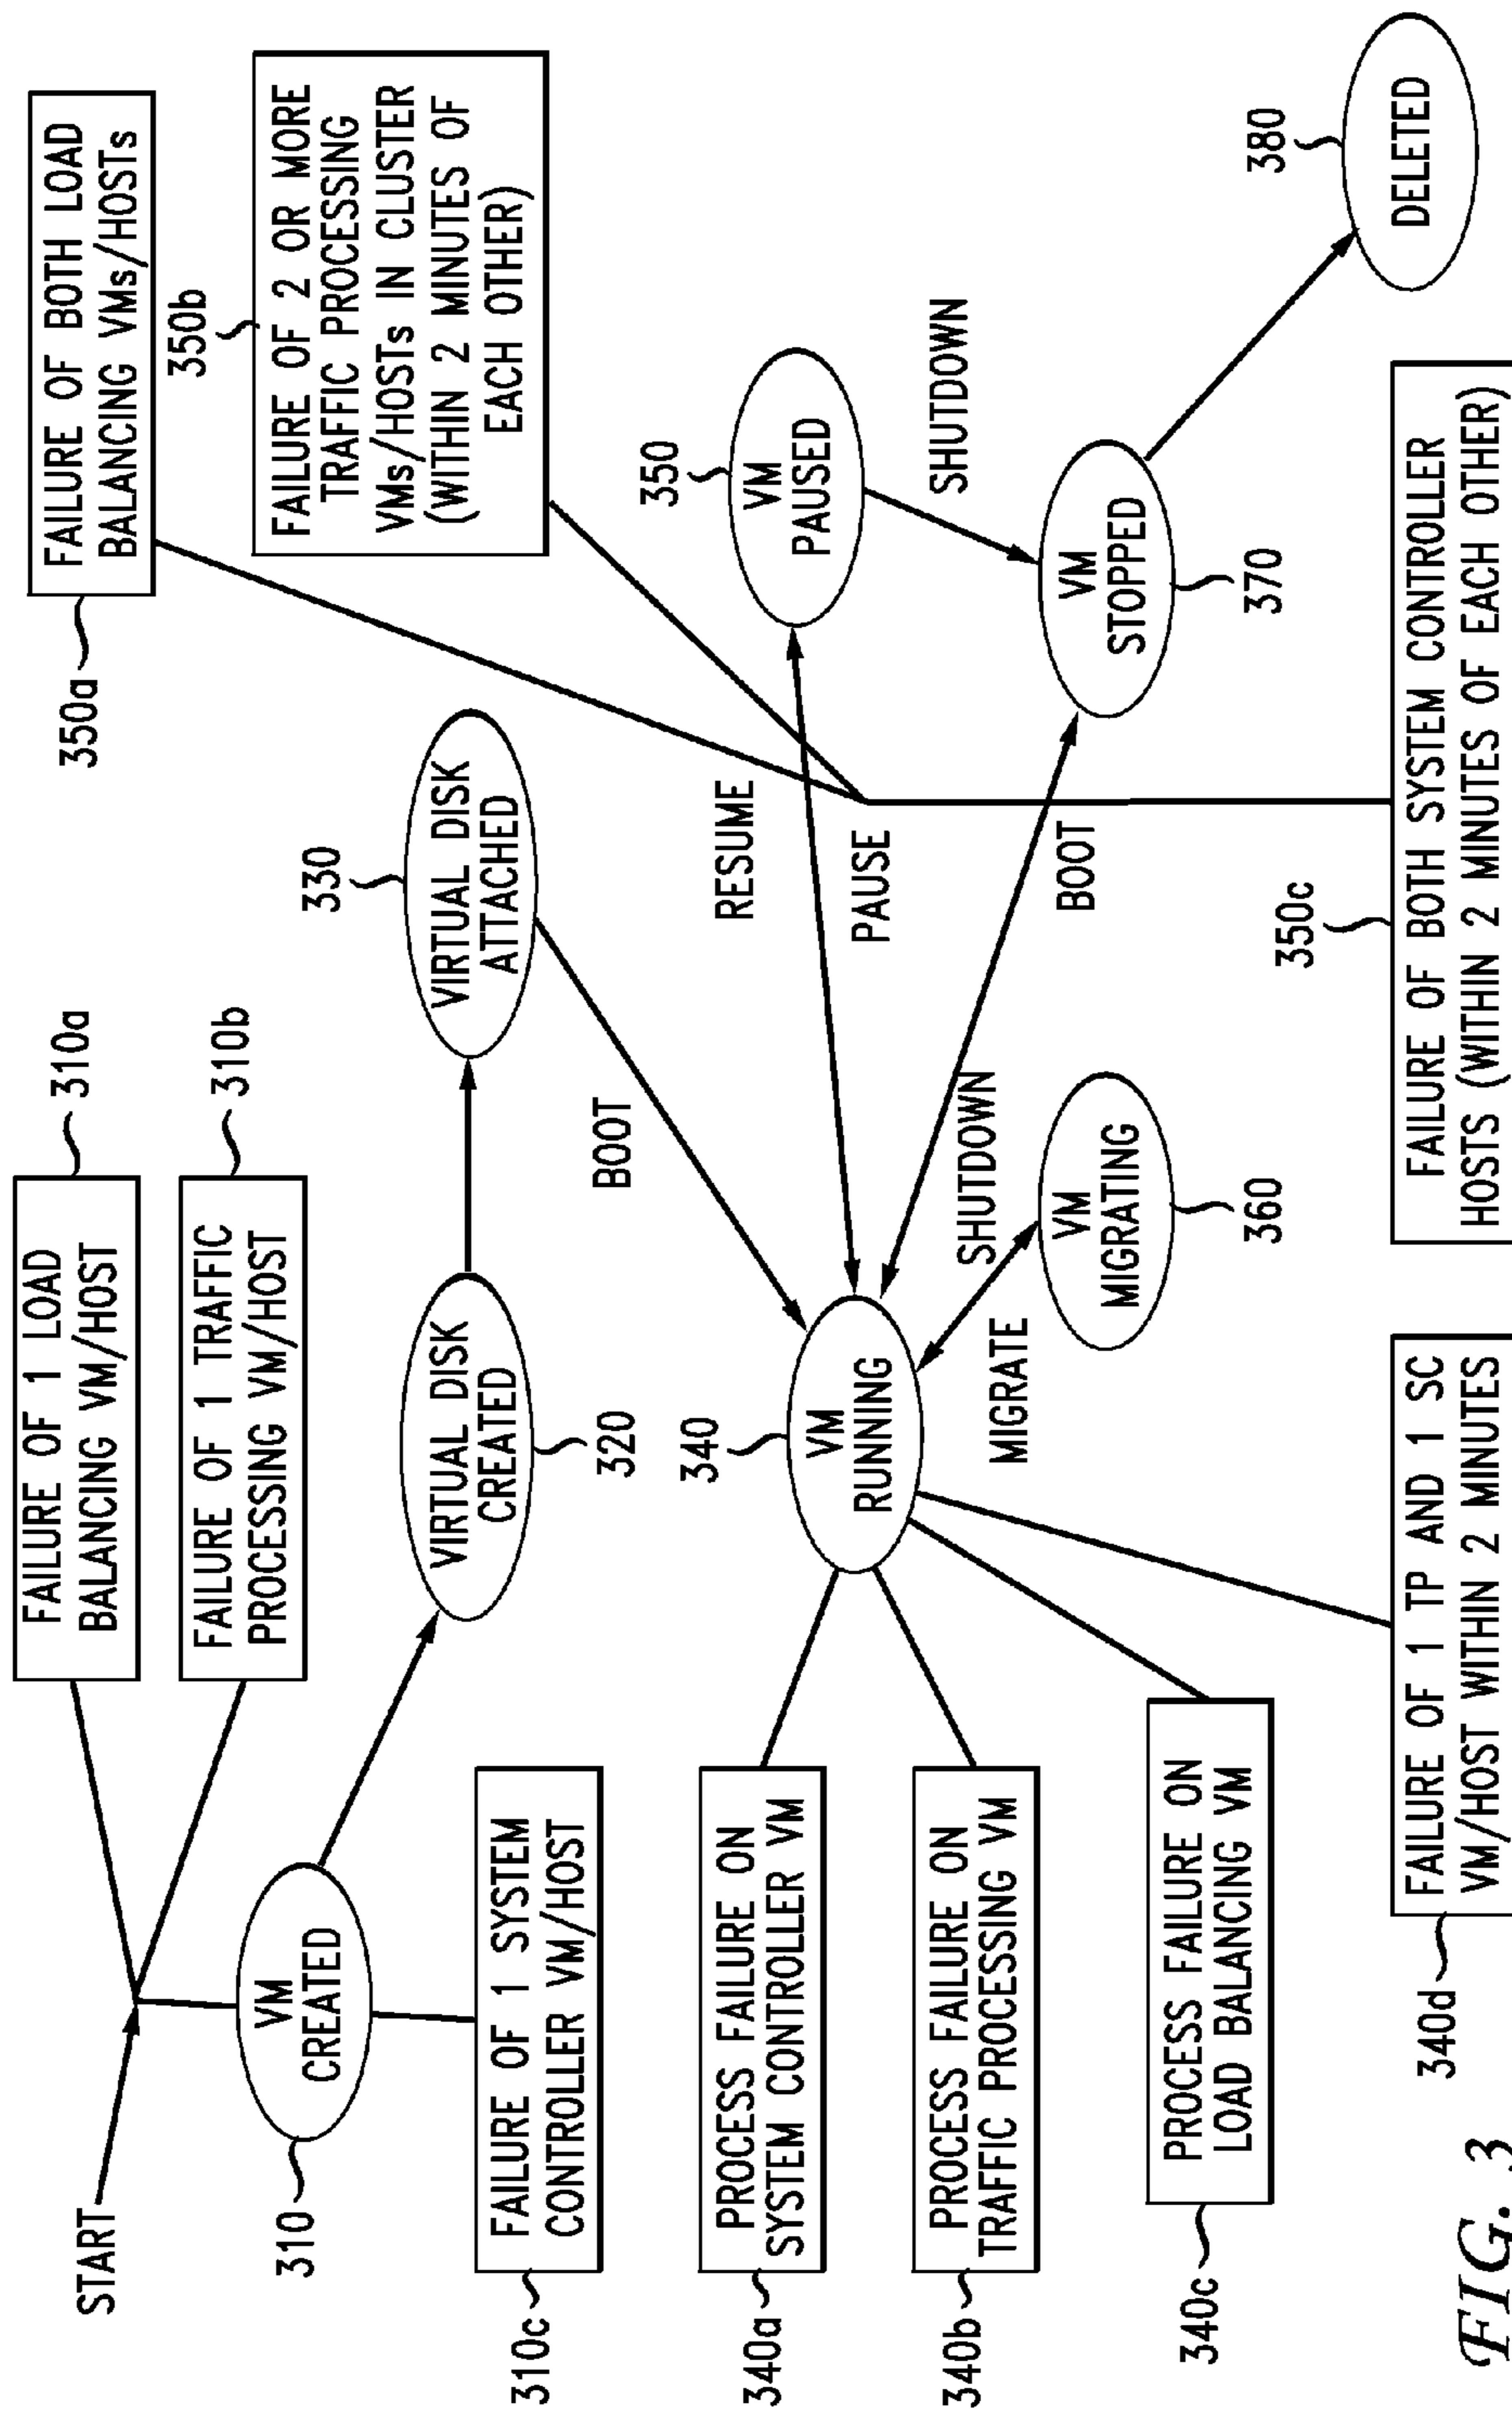 START
310
VM
CREATED
FAILURE OF 1 LOAD
BALANCING VM/HOST
310a
FAILURE OF 1 TRAFFIC
PROCESSING VM/HOST
310b
310c
FAILURE OF 1 SYSTEM
CONTROLLER VM/HOST
VIRTUAL DISK
CREATED
320
VIRTUAL DISK
ATTACHED
330
BOOT
350a
FAILURE OF BOTH LOAD
BALANCING VMs/HOSTs
350b
FAILURE OF 2 OR MORE
TRAFFIC PROCESSING
VMs/HOSTs IN CLUSTER
(WITHIN 2 MINUTES OF
EACH OTHER)
340a
PROCESS FAILURE ON
SYSTEM CONTROLLER VM
340b
PROCESS FAILURE ON
TRAFFIC PROCESSING VM
340c
PROCESS FAILURE ON
LOAD BALANCING VM
340
VM
RUNNING
RESUME
PAUSE
350
VM
PAUSED
SHUTDOWN
SHUTDOWN
BOOT
MIGRATE
VM
MIGRATING
360
VM
STOPPED
370
380
DELETED
340d
FAILURE OF 1 TP AND 1 SC
VM/HOST WITHIN 2 MINUTES
350c
FAILURE OF BOTH SYSTEM CONTROLLER
HOSTS (WITHIN 2 MINUTES OF EACH OTHER)
FIG. 3